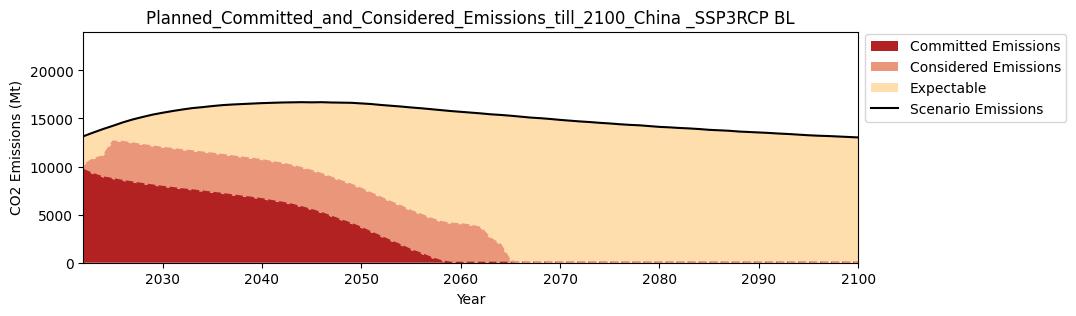 Planned_Committed_and_Considered_Emissions_till_2100_China _SSP3RCP BL
Committed Emissions
Considered Emissions
Expectable
Scenario Emissions
CO2 Emissions (Mt)
20000
15000
10000
5000
0
2030 2040 2050 2060 2070 2080 2090 2100
Year